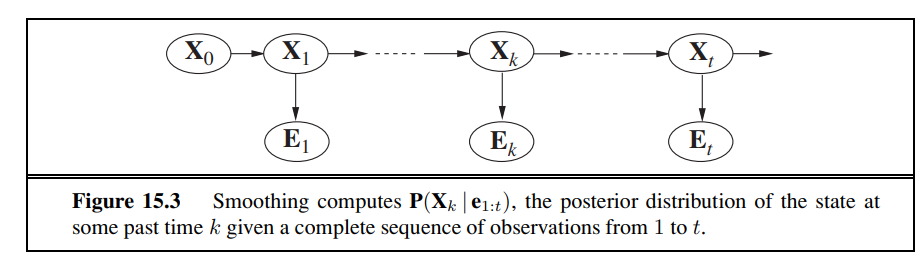 X₀ X₁ Xₖ Xₜ
E₁ Eₖ Eₜ
Figure 15.3 Smoothing computes P(Xₖ | e₁:ₜ), the posterior distribution of the state at
some past time k given a complete sequence of observations from 1 to t.